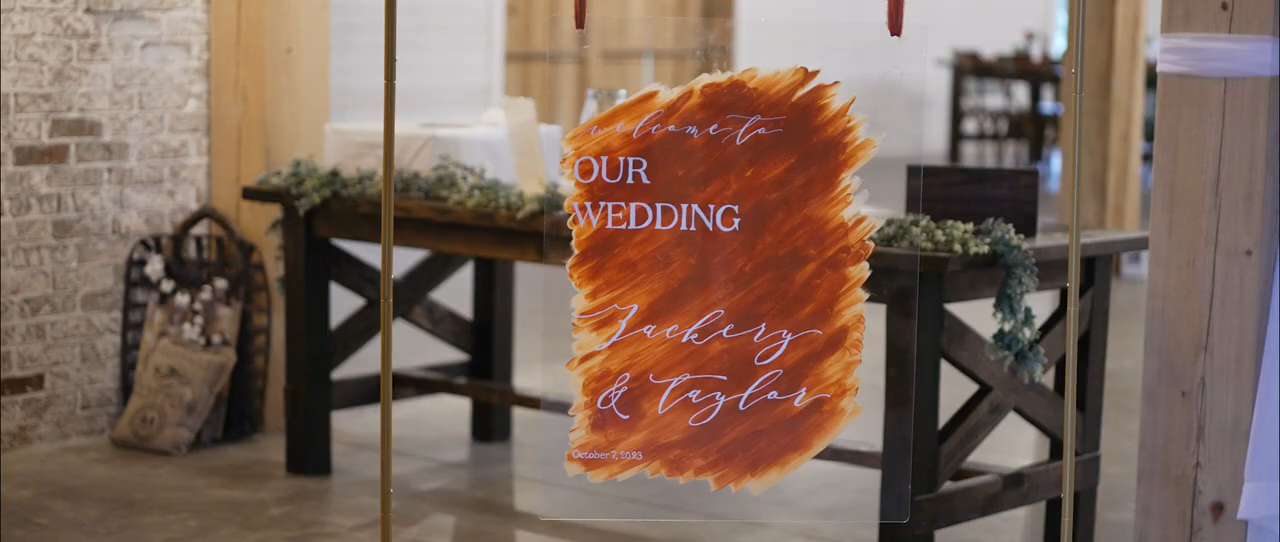 welcome to
OUR
WEDDING
Zackery
& Taylor
October 7, 2023